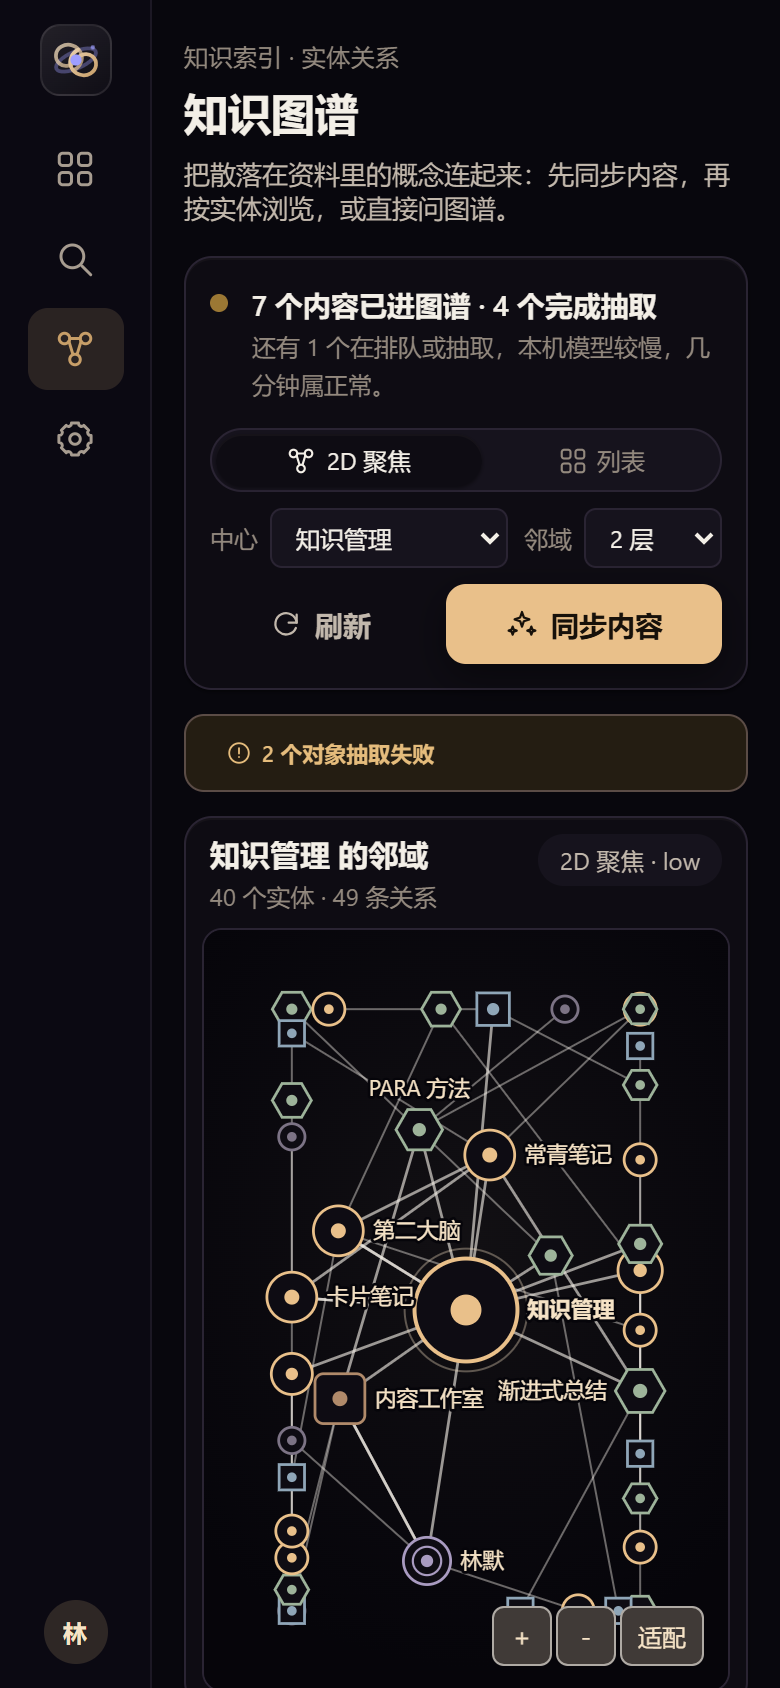 知识索引 · 实体关系
知识图谱
把散落在资料里的概念连起来：先同步内容，再
按实体浏览，或直接问图谱。
7 个内容已进图谱 · 4 个完成抽取
还有 1 个在排队或抽取，本机模型较慢，几
分钟属正常。
2D 聚焦
列表
中心
知识管理
邻域
2 层
刷新
同步内容
2 个对象抽取失败
知识管理 的邻域
2D 聚焦 · low
40 个实体 · 49 条关系
PARA 方法
常青笔记
第二大脑
卡片笔记
知识管理
内容工作室
渐进式总结
林默
+
-
适配
林